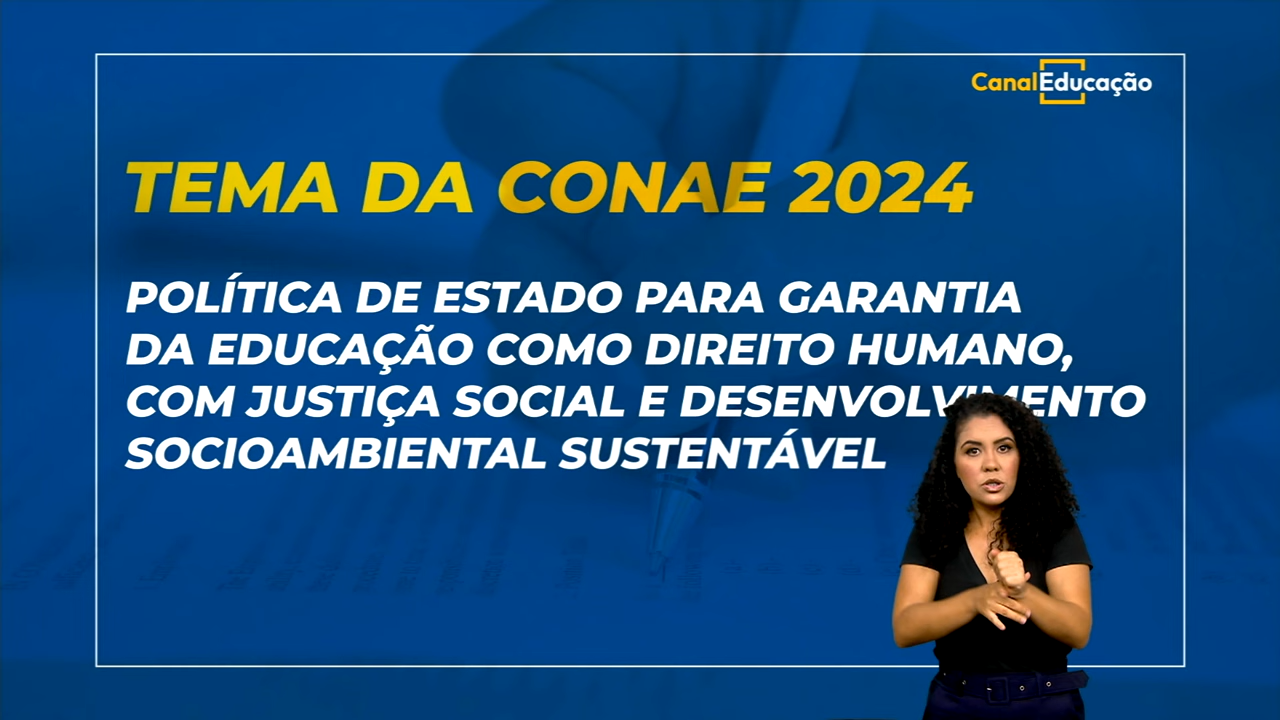 CanalEducação
TEMA DA CONAE 2024
POLÍTICA DE ESTADO PARA GARANTIA
DA EDUCAÇÃO COMO DIREITO HUMANO,
COM JUSTIÇA SOCIAL E DESENVOLVIMENTO
SOCIOAMBIENTAL SUSTENTÁVEL